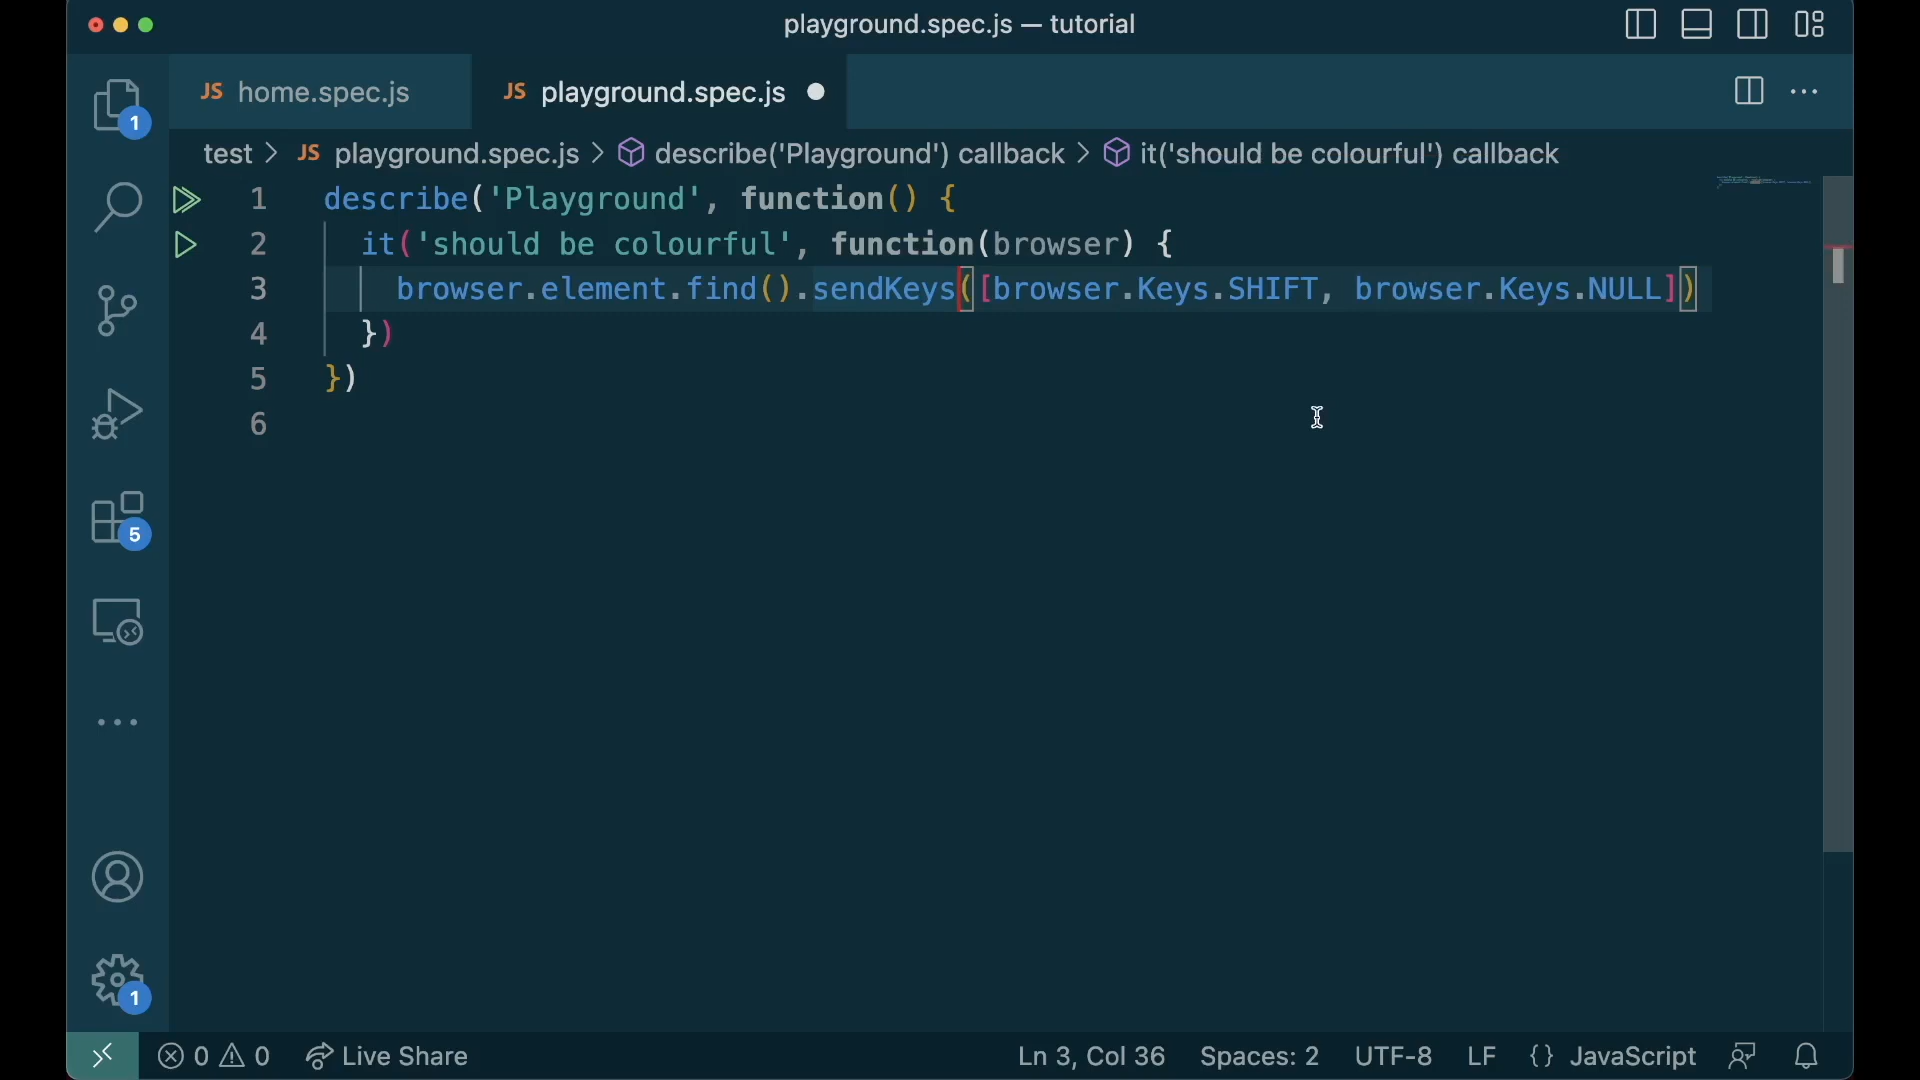 playground.spec.js — tutorial
JS home.spec.js
JS playground.spec.js
test > JS playground.spec.js > describe('Playground') callback > it('should be colourful') callback
1 describe('Playground', function() {
2 it('should be colourful', function(browser) {
3 browser.element.find().sendKeys([browser.Keys.SHIFT, browser.Keys.NULL])
4 })
5 })
6
1
5
1
0 0 Live Share
Ln 3, Col 36 Spaces: 2 UTF-8 LF {} JavaScript